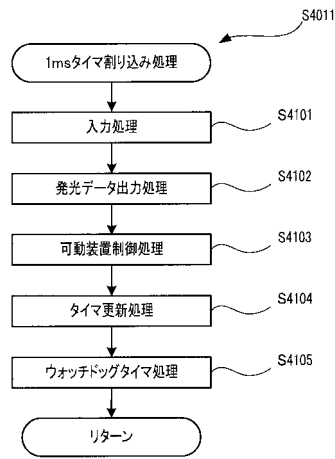 S4011
1msタイマ割り込み処理
入力処理
S4101
発光データ出力処理
S4102
可動装置制御処理
S4103
タイマ更新処理
S4104
ウォッチドッグタイマ処理
S4105
リターン